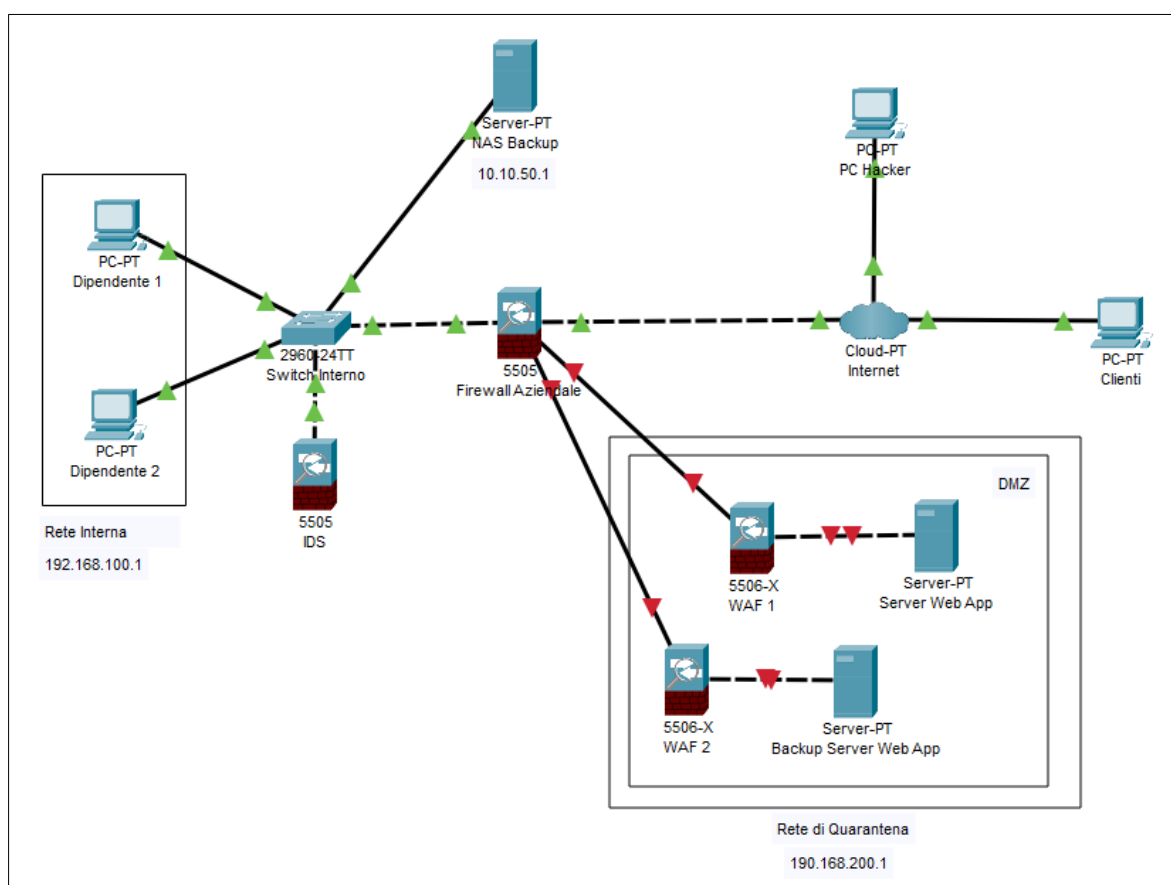 Server-PT
NAS Backup
10.10.50.1
PC-PT
PC Hacker
PC-PT
Dipendente 1
2960-24TT
Switch Interno
5505
Firewall Aziendale
Cloud-PT
Internet
PC-PT
Clienti
PC-PT
Dipendente 2
5505
IDS
Rete Interna
192.168.100.1
DMZ
5506-X
WAF 1
Server-PT
Server Web App
5506-X
WAF 2
Server-PT
Backup Server Web App
Rete di Quarantena
190.168.200.1